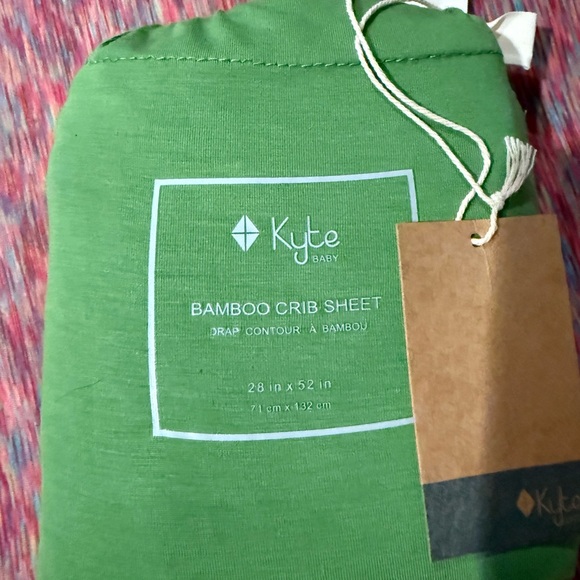 Kyte
BABY
BAMBOO CRIB SHEET
DRAP CONTOUR À BAMBOU
28 in x 52 in
71 cm x 132 cm
Kyte